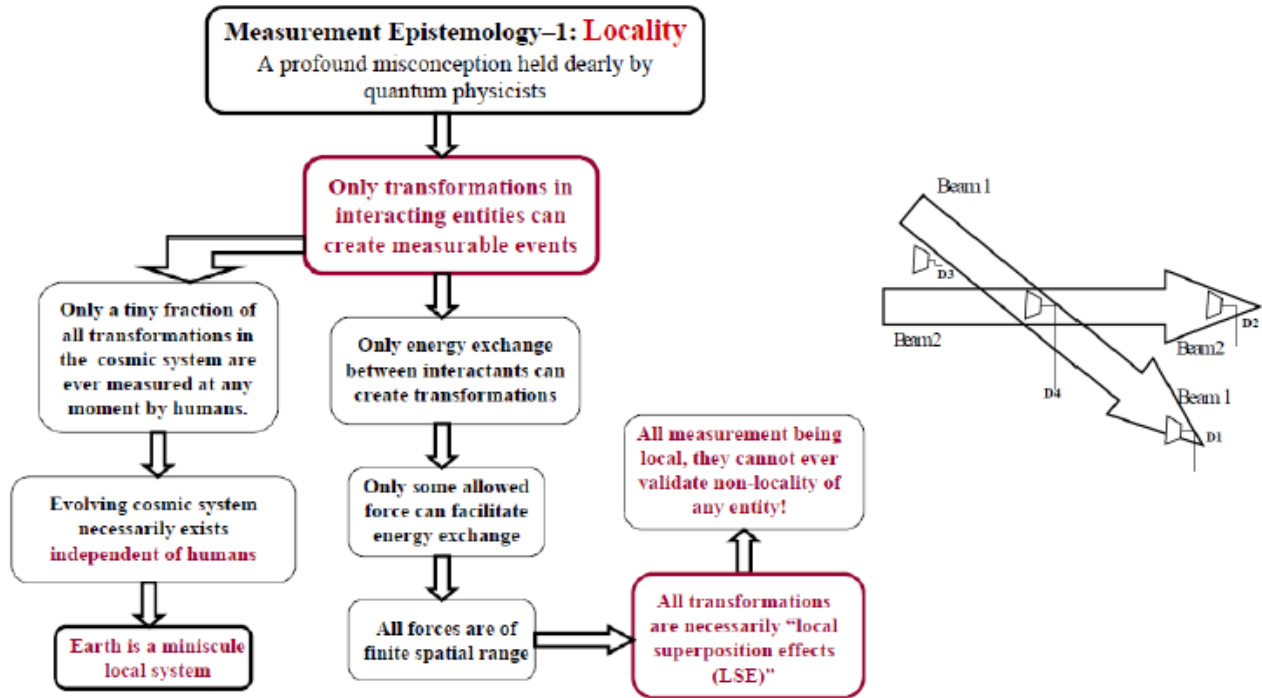 Measurement Epistemology–1: Locality
A profound misconception held dearly by
quantum physicists
Only transformations in
interacting entities can
create measurable events
Only a tiny fraction of
all transformations in
the cosmic system are
ever measured at any
moment by humans.
Evolving cosmic system
necessarily exists
independent of humans
Earth is a miniscule
local system
Only energy exchange
between interactants can
create transformations
Only some allowed
force can facilitate
energy exchange
All forces are of
finite spatial range
All measurement being
local, they cannot ever
validate non-locality of
any entity!
All transformations
are necessarily “local
superposition effects
(LSE)”
Beam 1
D3
D2
Beam2
Beam2
D4
Beam 1
D1